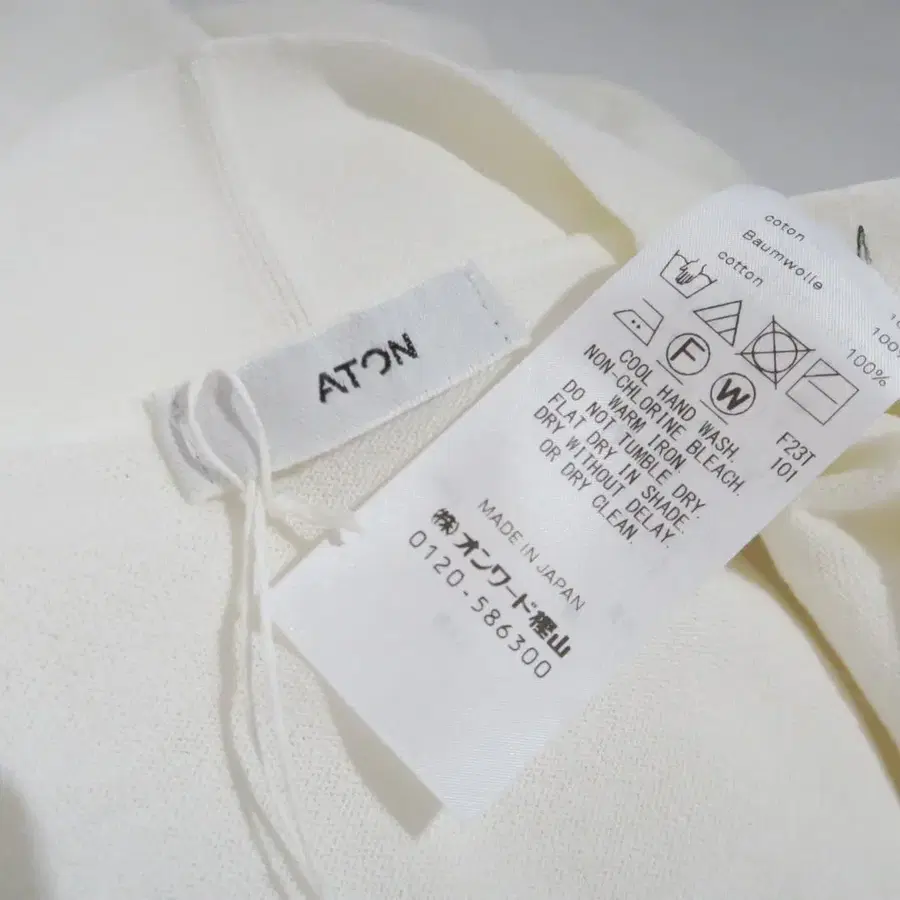 ATON
coton
Baumwolle
cotton
100%
100%
F
W
COOL HAND WASH.
NON-CHLORINE BLEACH.
WARM IRON.
DO NOT TUMBLE DRY.
FLAT DRY IN SHADE.
DRY WITHOUT DELAY
OR DRY CLEAN.
F23T
101
MADE IN JAPAN
(株)オンワード樫山
0120-586300